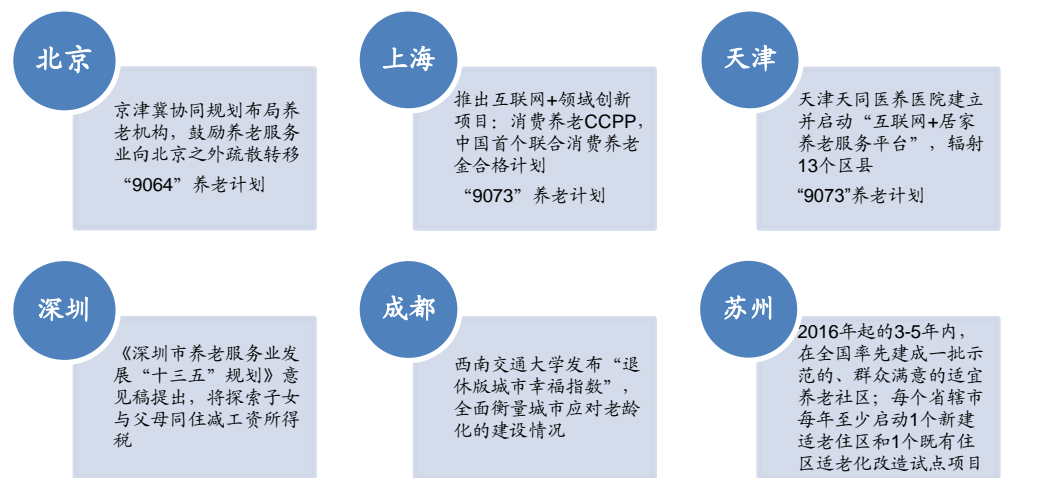 北京
京津冀协同规划布局养
老机构，鼓励养老服务
业向北京之外疏散转移
“9064”养老计划
上海
推出互联网+领域创新
项目：消费养老CCPP，
中国首个联合消费养老
金合格计划
“9073”养老计划
天津
天津天同医养医院建立
并启动“互联网+居家
养老服务平台”，辐射
13个区县
“9073”养老计划
深圳
《深圳市养老服务业发
展“十三五”规划》意
见稿提出，将探索子女
与父母同住减工资所得
税
成都
西南交通大学发布“退
休版城市幸福指数”，
全面衡量城市应对老龄
化的建设情况
苏州
2016年起的3-5年内，
在全国率先建成一批示
范的、群众满意的适宜
养老社区；每个省辖市
每年至少启动1个新建
适老住区和1个既有住
区适老化改造试点项目